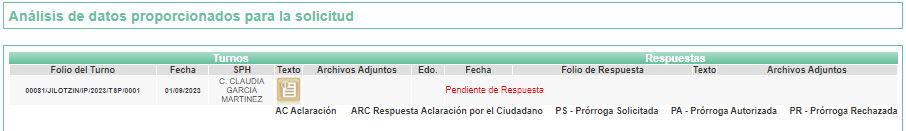 Análisis de datos proporcionados para la solicitud
Turnos Respuestas
Folio del Turno Fecha SPH Texto Archivos Adjuntos Edo. Fecha Folio de Respuesta Texto Archivos Adjuntos
00081/JILOTZIN/IP/2023/TSP/0001 01/09/2023 C. CLAUDIA GARCIA MARTINEZ Pendiente de Respuesta
AC Aclaración ARC Respuesta Aclaración por el Ciudadano PS - Prórroga Solicitada PA - Prórroga Autorizada PR - Prórroga Rechazada